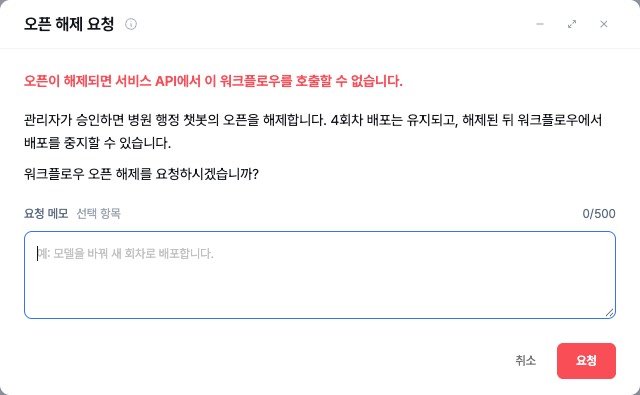 오픈 해제 요청
오픈이 해제되면 서비스 API에서 이 워크플로우를 호출할 수 없습니다.
관리자가 승인하면 병원 행정 챗봇의 오픈을 해제합니다. 4회차 배포는 유지되고, 해제된 뒤 워크플로우에서
배포를 중지할 수 있습니다.
워크플로우 오픈 해제를 요청하시겠습니까?
요청 메모 선택 항목 0/500
예: 모델을 바꿔 새 회차로 배포합니다.
취소 요청